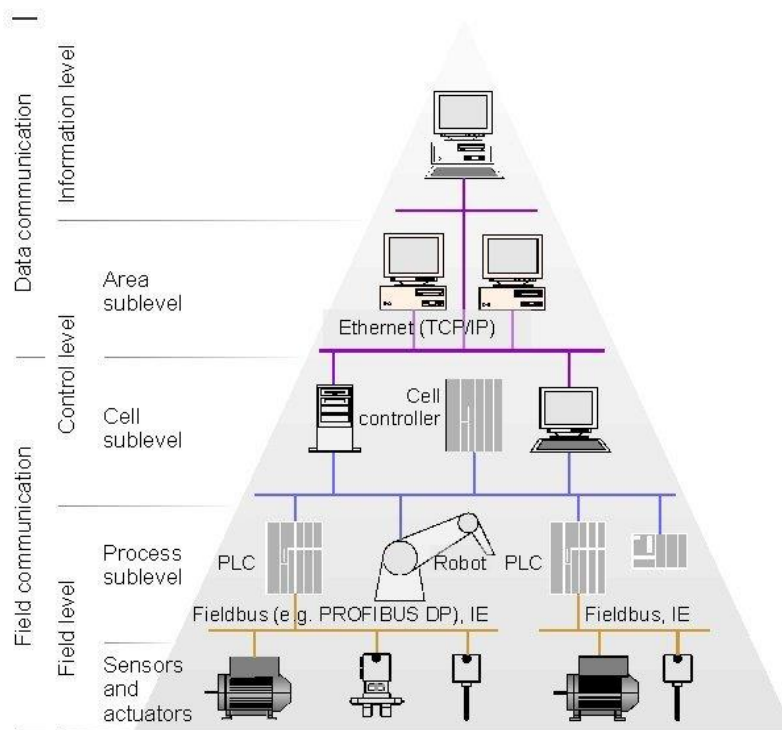 Data communication
Information level
Area
sublevel
Ethernet (TCP/IP)
Control level
Cell
sublevel
Cell
controller
Field communication
Field level
Process
sublevel
PLC
Robot
PLC
Fieldbus (e.g. PROFIBUS DP), IE
Fieldbus, IE
Sensors
and
actuators